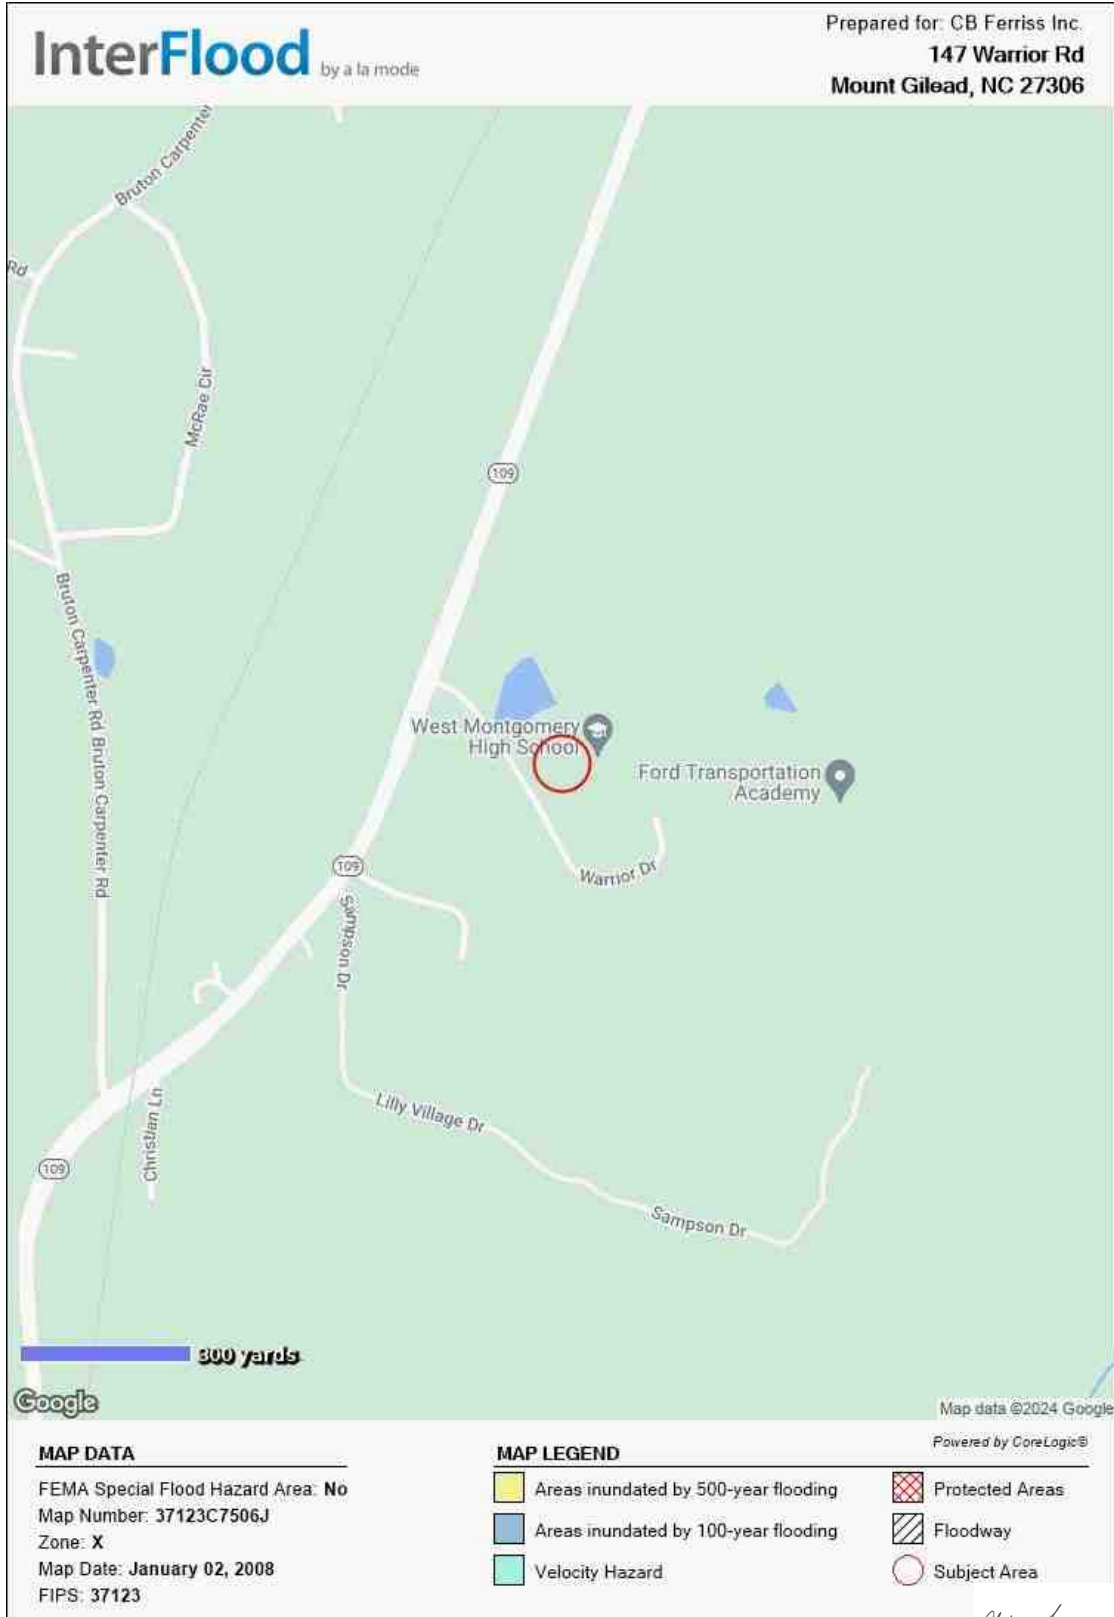 InterFlood by a la mode
Prepared for: CB Ferriss Inc.
147 Warrior Rd
Mount Gilead, NC 27306
Bruton Carpenter
Rd
McRae Cir
109
Bruton Carpenter Rd Bruton Carpenter Rd
West Montgomery
High School
Ford Transportation
Academy
Warrior Dr
109
Sampson Dr
Christian Ln
Lilly Village Dr
109
Sampson Dr
300 yards
Google
Map data ©2024 Google
Powered by CoreLogic®
MAP DATA
FEMA Special Flood Hazard Area: No
Map Number: 37123C7506J
Zone: X
Map Date: January 02, 2008
FIPS: 37123
MAP LEGEND
Areas inundated by 500-year flooding
Areas inundated by 100-year flooding
Velocity Hazard
Protected Areas
Floodway
Subject Area